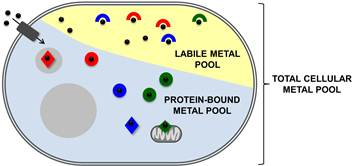 LABILE METAL
POOL
PROTEIN-BOUND
METAL POOL
TOTAL CELLULAR
METAL POOL